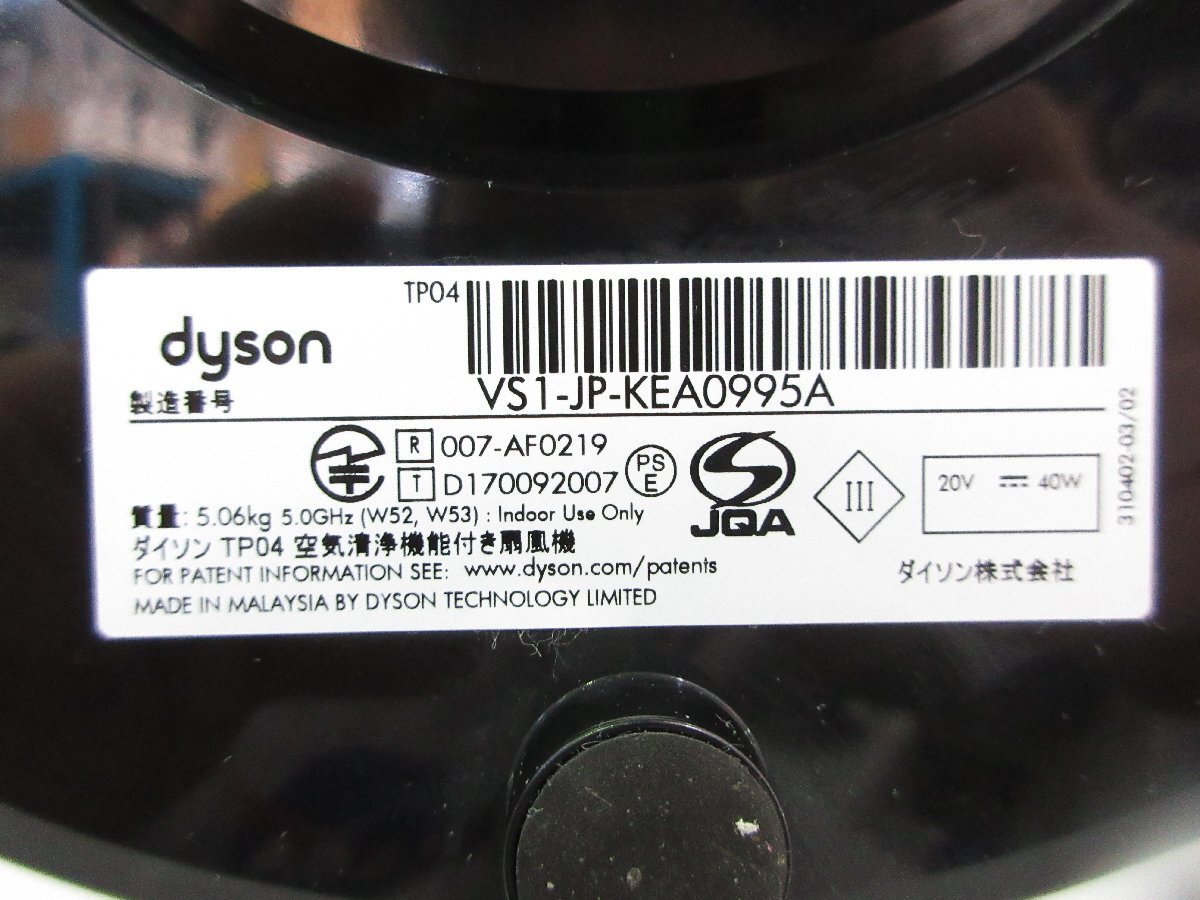 TP04
dyson
製造番号
VS1-JP-KEA0995A
R 007-AF0219
T D170092007
PS E
JQA
III
20V ⎓ 40W
310402-03/02
質量: 5.06kg 5.0GHz (W52, W53) : Indoor Use Only
ダイソン TP04 空気清浄機能付き扇風機
FOR PATENT INFORMATION SEE: www.dyson.com/patents
MADE IN MALAYSIA BY DYSON TECHNOLOGY LIMITED
ダイソン株式会社